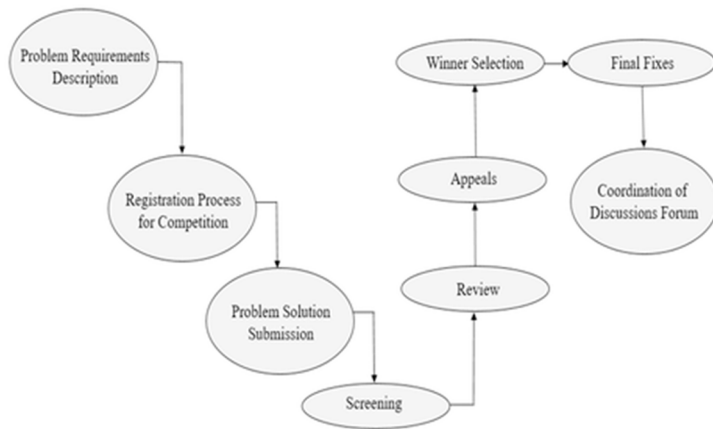 Problem Requirements
Description
Registration Process
for Competition
Problem Solution
Submission
Screening
Review
Appeals
Winner Selection
Final Fixes
Coordination of
Discussions Forum